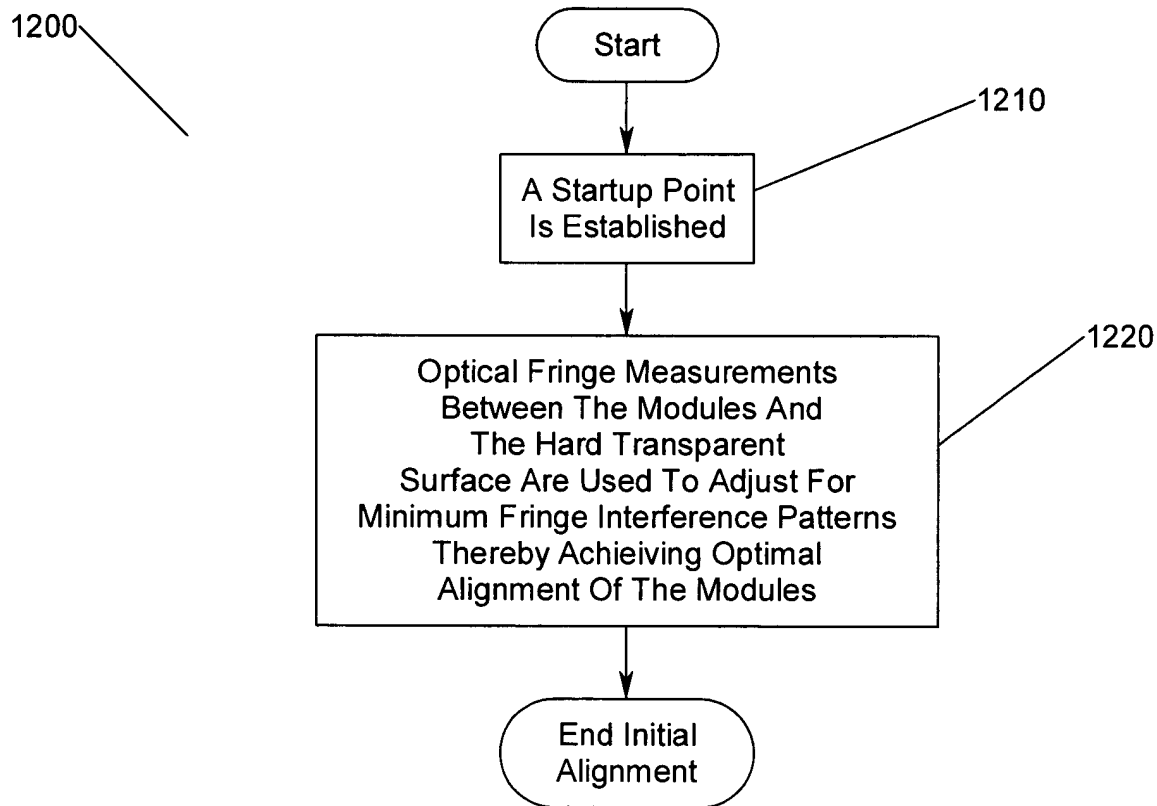 1200
Start
1210
A Startup Point
Is Established
1220
Optical Fringe Measurements
Between The Modules And
The Hard Transparent
Surface Are Used To Adjust For
Minimum Fringe Interference Patterns
Thereby Achieiving Optimal
Alignment Of The Modules
End Initial
Alignment